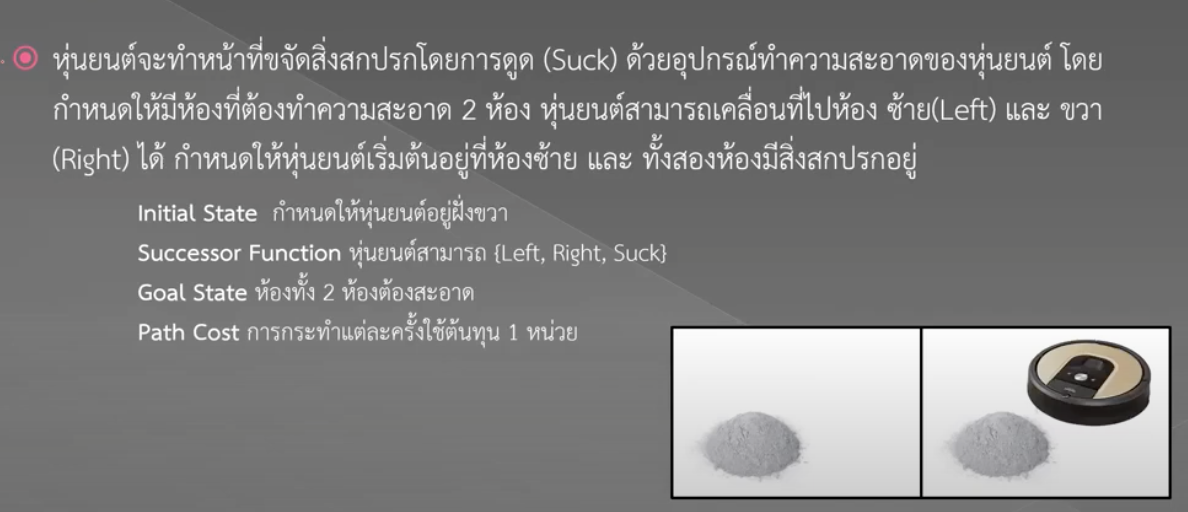 หุ่นยนต์จะทำหน้าที่ขจัดสิ่งสกปรกโดยการดูด (Suck) ด้วยอุปกรณ์ทำความสะอาดของหุ่นยนต์ โดย
กำหนดให้มีห้องที่ต้องทำความสะอาด 2 ห้อง หุ่นยนต์สามารถเคลื่อนที่ไปห้อง ซ้าย(Left) และ ขวา
(Right) ได้ กำหนดให้หุ่นยนต์เริ่มต้นอยู่ที่ห้องซ้าย และ ทั้งสองห้องมีสิ่งสกปรกอยู่
Initial State กำหนดให้หุ่นยนต์อยู่ฝั่งขวา
Successor Function หุ่นยนต์สามารถ {Left, Right, Suck}
Goal State ห้องทั้ง 2 ห้องต้องสะอาด
Path Cost การกระทำแต่ละครั้งใช้ต้นทุน 1 หน่วย